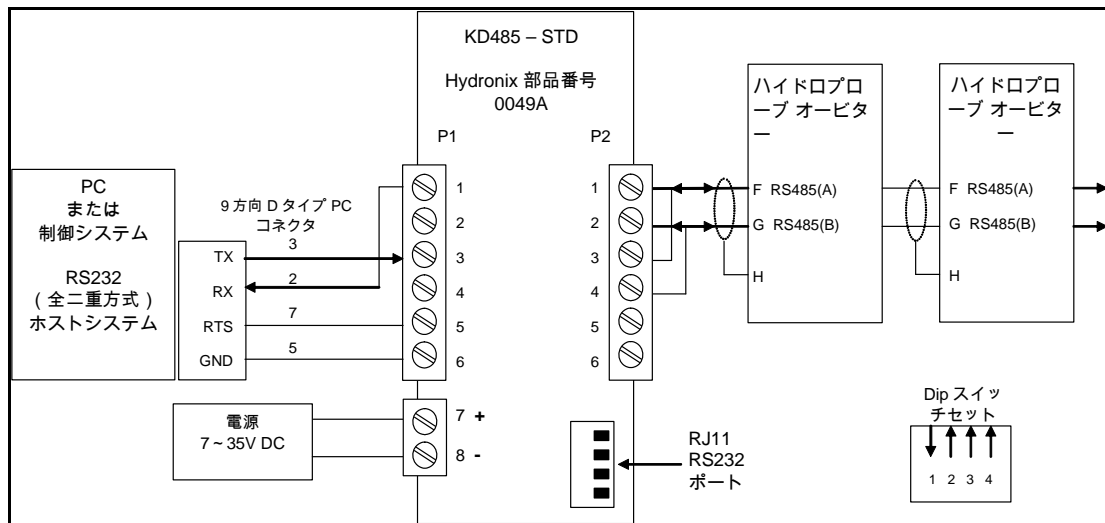 KD485 – STD
Hydronix 部品番号
0049A
P1
P2
PC
または
制御システム
RS232
( 全二重方式 )
ホストシステム
9 方向 D タイプ PC
コネクタ
TX
3
RX
2
RTS
7
GND
5
1
2
3
4
5
6
7 +
8 -
電源
7 ~ 35V DC
1
2
3
4
5
6
RJ11
RS232
ポート
ハイドロプロ
ーブ オービタ
ー
F RS485(A)
G RS485(B)
H
ハイドロプロ
ーブ オービタ
ー
F RS485(A)
G RS485(B)
H
Dip スイッ
チセット
1 2 3 4